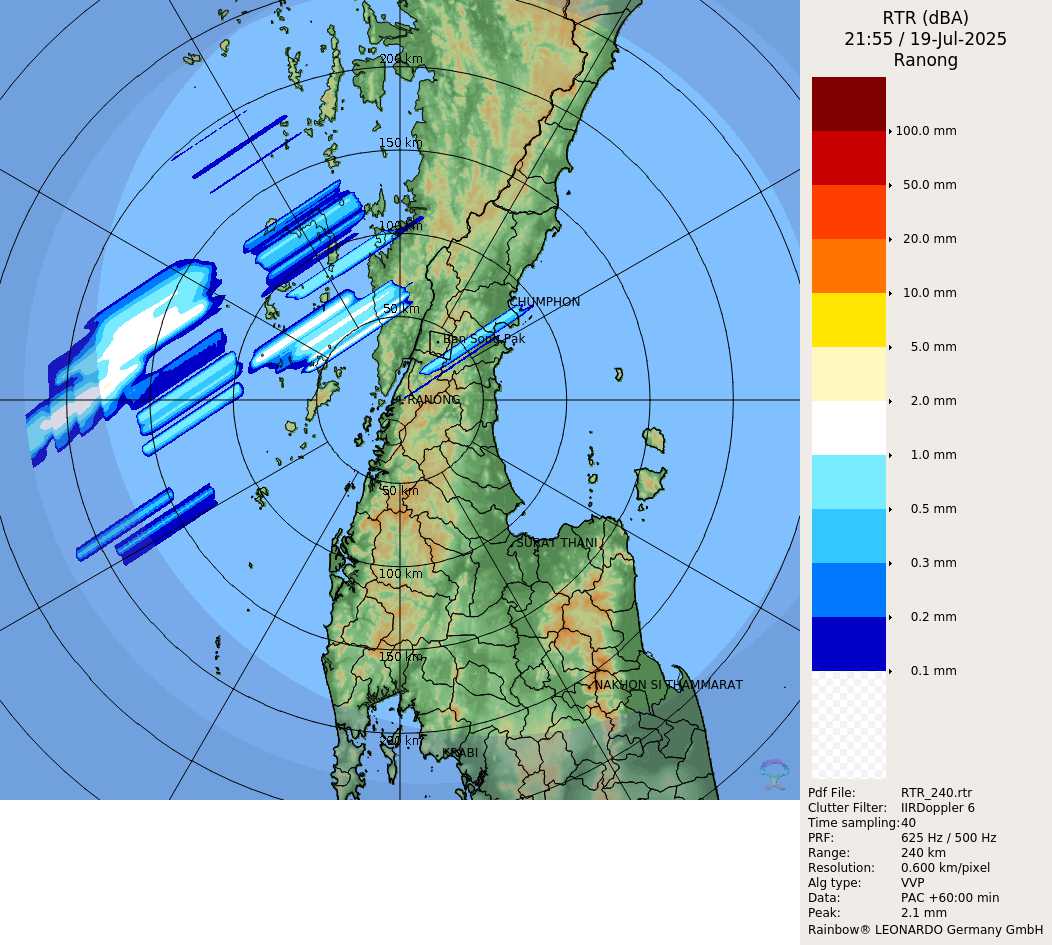 RTR (dBA)
21:55 / 19-Jul-2025
Ranong
200 km
150 km
100 km
50 km
CHUMPHON
Ban Song Pak
RANONG
50 km
SURAT THANI
100 km
150 km
NAKHON SI THAMMARAT
200 km
KRABI
100.0 mm
50.0 mm
20.0 mm
10.0 mm
5.0 mm
2.0 mm
1.0 mm
0.5 mm
0.3 mm
0.2 mm
0.1 mm
Pdf File: RTR_240.rtr
Clutter Filter: IIRDoppler 6
Time sampling:40
PRF: 625 Hz / 500 Hz
Range: 240 km
Resolution: 0.600 km/pixel
Alg type: VVP
Data: PAC +60:00 min
Peak: 2.1 mm
Rainbow® LEONARDO Germany GmbH